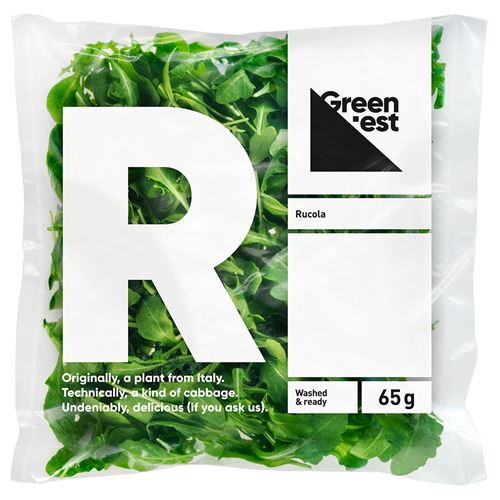 R
Green
est
Rucola
Originally, a plant from Italy.
Technically, a kind of cabbage.
Undeniably, delicious (if you ask us).
Washed
& ready
65 g